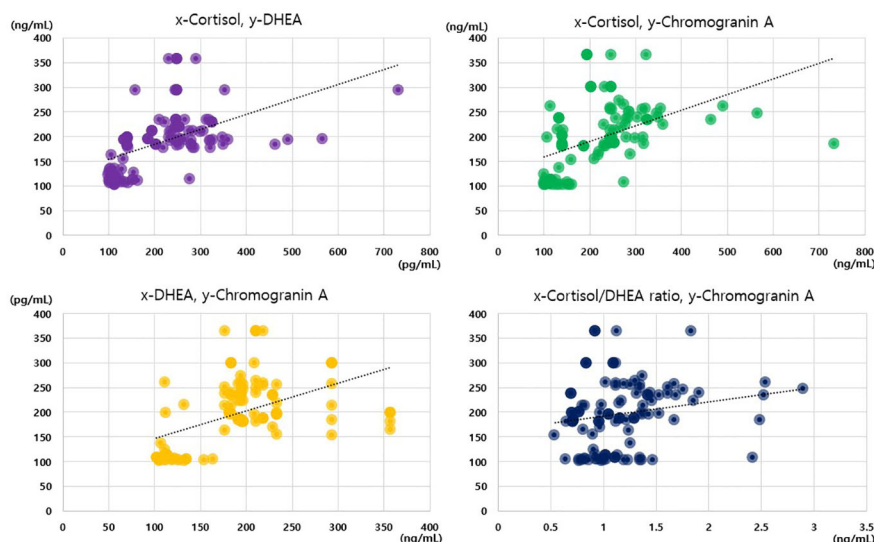 x-Cortisol, y-DHEA
(ng/mL)
400
350
300
250
200
150
100
50
0
0 100 200 300 400 500 600 700 800
(pg/mL)
x-Cortisol, y-Chromogranin A
(ng/mL)
400
350
300
250
200
150
100
50
0
0 100 200 300 400 500 600 700 800
(ng/mL)
x-DHEA, y-Chromogranin A
(pg/mL)
400
350
300
250
200
150
100
50
0
0 50 100 150 200 250 300 350 400
(ng/mL)
x-Cortisol/DHEA ratio, y-Chromogranin A
400
350
300
250
200
150
100
50
0
0 0.5 1 1.5 2 2.5 3 3.5
(ng/mL)